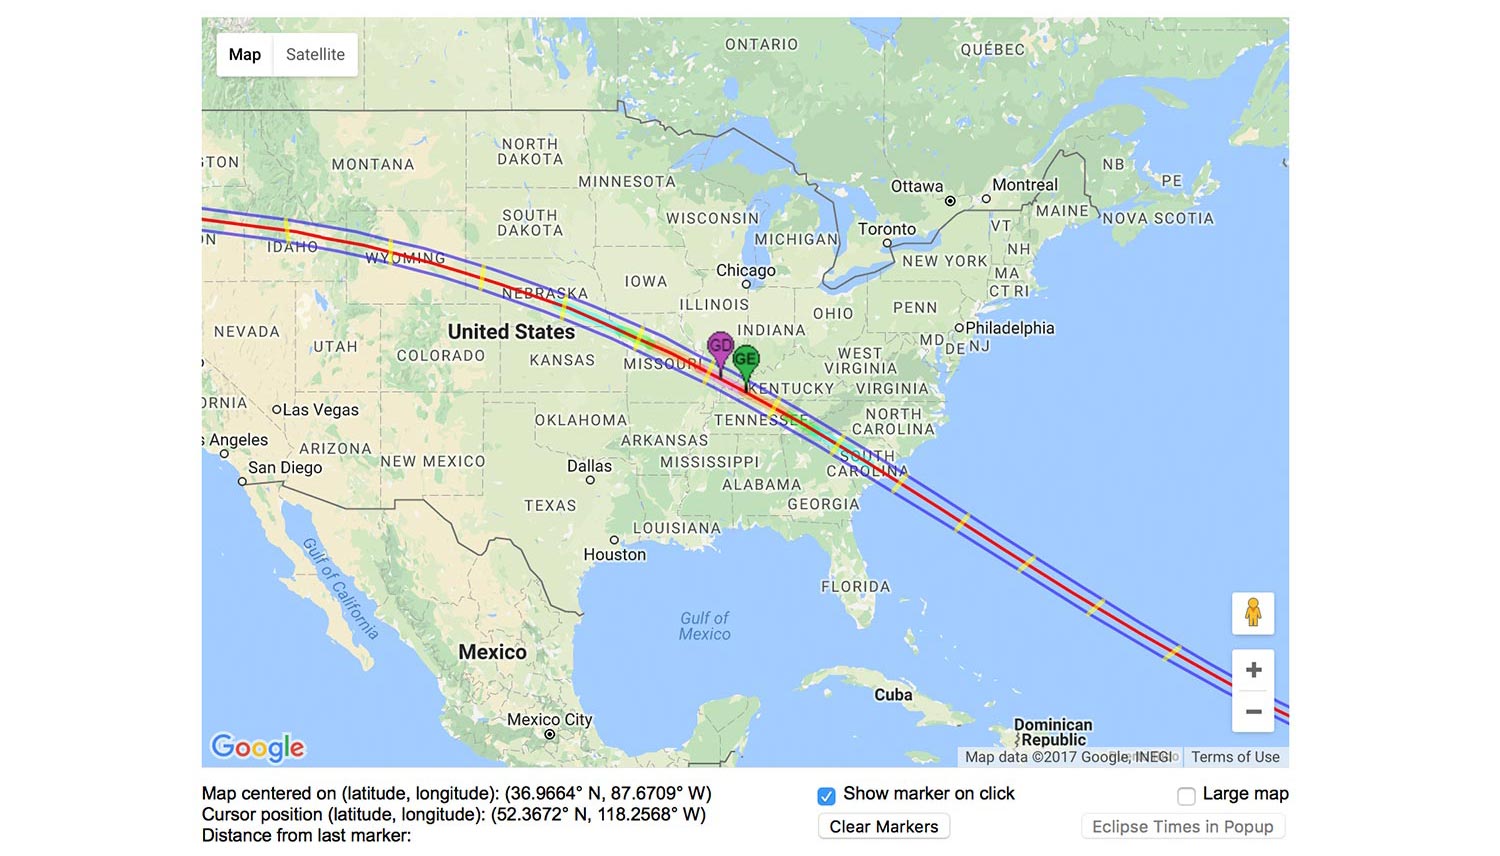 Map Satellite
ONTARIO
QUÉBEC
NORTH
DAKOTA
GTON
MONTANA
NB
PE
MINNESOTA
Ottawa
Montreal
MAINE
NOVA SCOTIA
SOUTH
DAKOTA
WISCONSIN
MICHIGAN
Toronto
VT
NH
IDAHO
WYOMING
NEW YORK
MA
CT RI
Chicago
IOWA
NEBRASKA
ILLINOIS
OHIO
PENN
NEVADA
United States
INDIANA
Philadelphia
MD
DE
NJ
UTAH
COLORADO
KANSAS
MISSOURI
GD
GE
WEST
VIRGINIA
KENTUCKY
VIRGINIA
ORNIA
Las Vegas
OKLAHOMA
TENNESSEE
NORTH
CAROLINA
s Angeles
ARIZONA
NEW MEXICO
ARKANSAS
San Diego
Dallas
MISSISSIPPI
SOUTH
CAROLINA
ALABAMA
TEXAS
GEORGIA
LOUISIANA
Houston
Gulf of California
FLORIDA
Gulf of
Mexico
Mexico
Cuba
Mexico City
Dominican
Republic
Google
Map data ©2017 Google, INEGI Terms of Use
Map centered on (latitude, longitude): (36.9664° N, 87.6709° W)
Show marker on click
Large map
Cursor position (latitude, longitude): (52.3672° N, 118.2568° W)
Clear Markers
Eclipse Times in Popup
Distance from last marker: